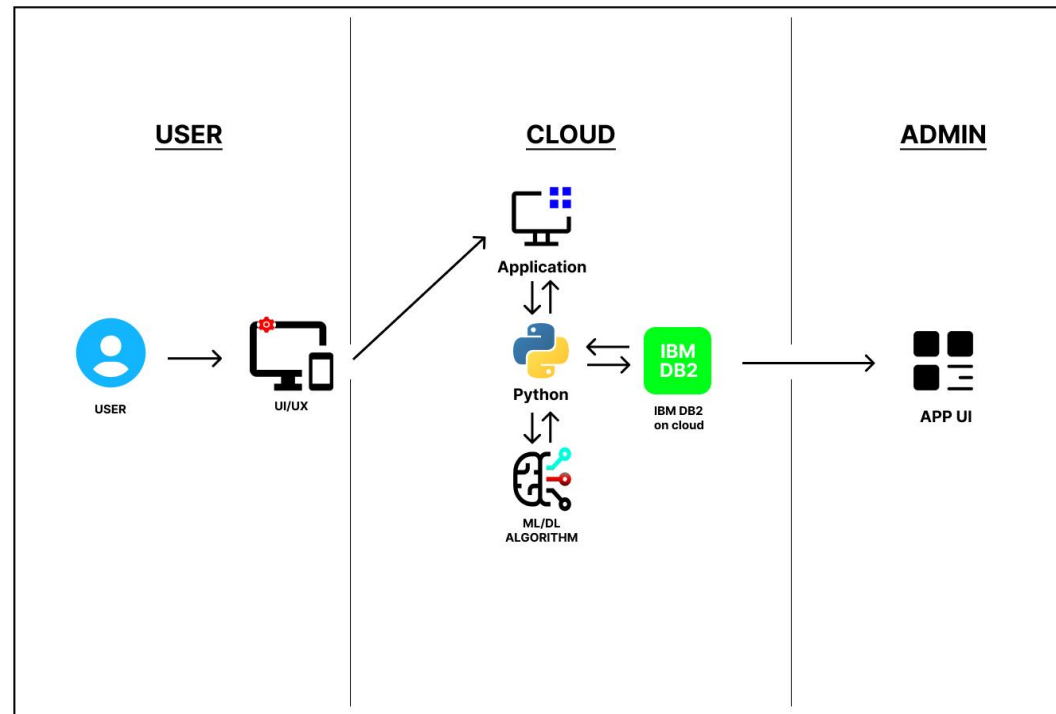 USER
CLOUD
ADMIN
Application
USER
UI/UX
Python
IBM
DB2
IBM DB2
on cloud
APP UI
ML/DL
ALGORITHM